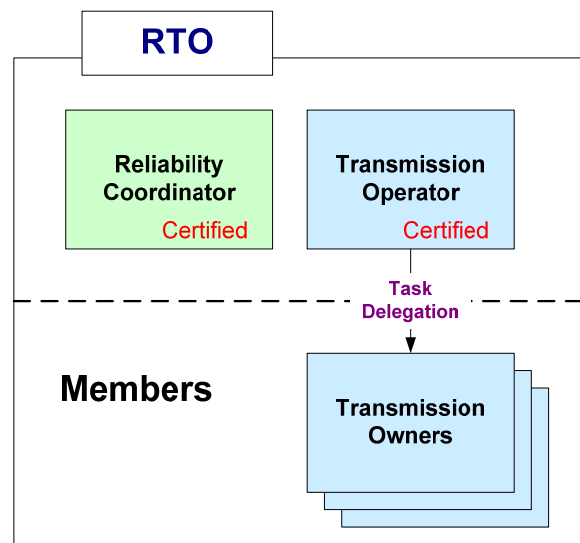 RTO
Reliability
Coordinator
Certified
Transmission
Operator
Certified
Task
Delegation
Members
Transmission
Owners